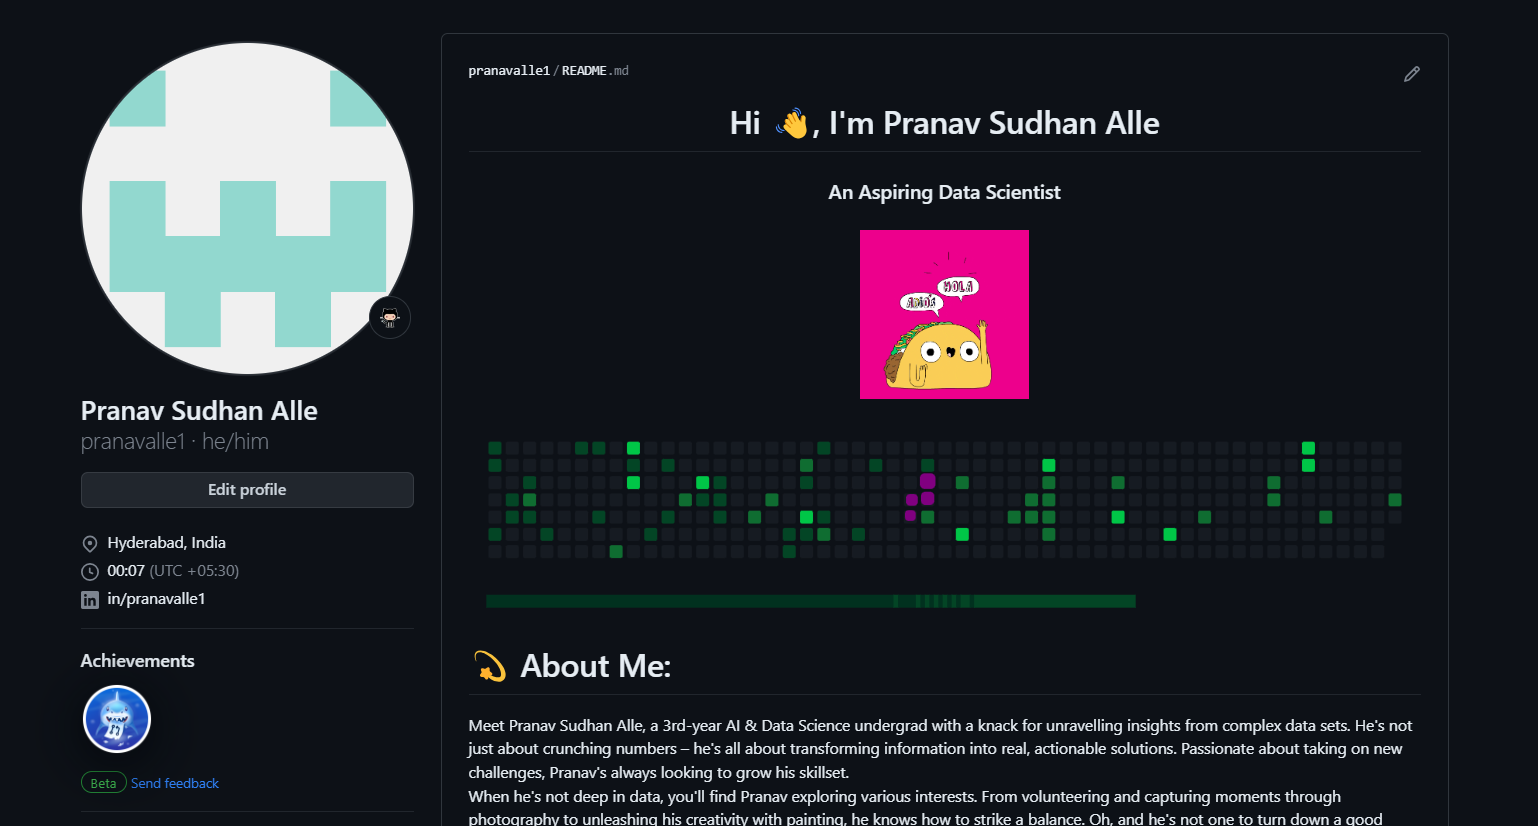 pranavalle1/README.md
Hi 👋, I'm Pranav Sudhan Alle
An Aspiring Data Scientist
HOLA
Pranav Sudhan Alle
pranavalle1 · he/him
Edit profile
Hyderabad, India
00:07 (UTC +05:30)
in/pranavalle1
Achievements
Beta Send feedback
💫 About Me:
Meet Pranav Sudhan Alle, a 3rd-year AI & Data Science undergrad with a knack for unravelling insights from complex data sets. He's not
just about crunching numbers – he's all about transforming information into real, actionable solutions. Passionate about taking on new
challenges, Pranav's always looking to grow his skillset.
When he's not deep in data, you'll find Pranav exploring various interests. From volunteering and capturing moments through
photography to unleashing his creativity with painting, he knows how to strike a balance. Oh, and he's not one to turn down a good